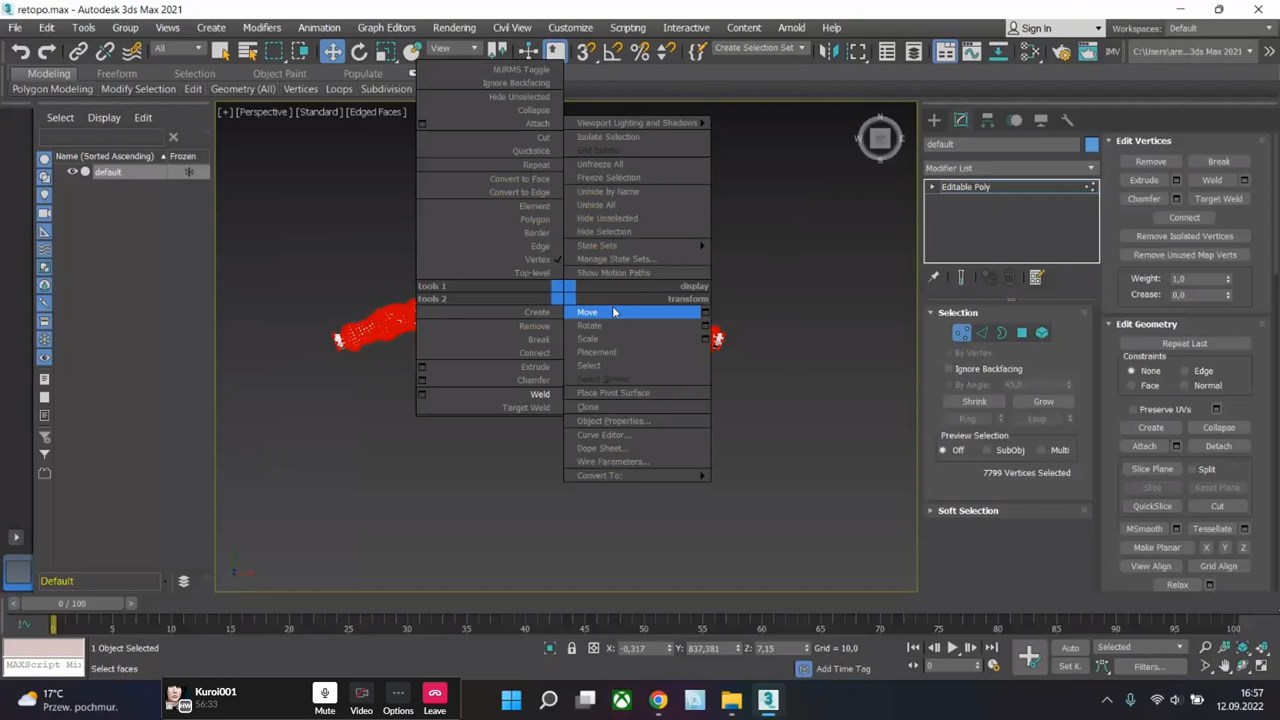 retopo.max - Autodesk 3ds Max 2021
File Edit Tools Group Views Create Modifiers Animation Graph Editors Rendering Civil View Customize Scripting Interactive Content Arnold Help
Sign In
Workspaces: Default
All
View
Create Selection Set
IMV
C:\Users\are...3ds Max 2021
Modeling Freeform Selection Object Paint Populate
Polygon Modeling Modify Selection Edit Geometry (All) Vertices Loops Subdivision
Select Display Edit
Name (Sorted Ascending) ▲ Frozen
default
Default
0 / 100
[+] [Perspective] [Standard] [Edged Faces]
W
NURMS Toggle
Ignore Backfacing
Hide Unselected
Collapse
Attach
Cut
Quickslice
Repeat
Convert to Face
Convert to Edge
Element
Polygon
Border
Edge
Vertex
Top-level
tools 1
tools 2
Create
Remove
Break
Connect
Extrude
Chamfer
Weld
Target Weld
Viewport Lighting and Shadows
Isolate Selection
End Isolate
Unfreeze All
Freeze Selection
Unhide by Name
Unhide All
Hide Unselected
Hide Selection
State Sets
Manage State Sets...
Show Motion Paths
display
transform
Move
Rotate
Scale
Placement
Select
Select Similar
Place Pivot Surface
Clone
Object Properties...
Curve Editor...
Dope Sheet...
Wire Parameters...
Convert To:
default
Modifier List
Editable Poly
Selection
By Vertex
Ignore Backfacing
By Angle: 45,0
Shrink Grow
Ring Loop
Preview Selection
Off SubObj Multi
7799 Vertices Selected
Soft Selection
Edit Vertices
Remove Break
Extrude Weld
Chamfer Target Weld
Connect
Remove Isolated Vertices
Remove Unused Map Verts
Weight: 1,0
Crease: 0,0
Edit Geometry
Repeat Last
Constraints
None Edge
Face Normal
Preserve UVs
Create Collapse
Attach Detach
Slice Plane Split
Slice Reset Plane
QuickSlice Cut
MSmooth Tessellate
Make Planar X Y Z
View Align Grid Align
Relax
0 5 10 15 20 25 30 35 40 45 50 55 60 65 70 75 80 85 90 95 100
1 Object Selected
MAXScript Mi
Select faces
X: -0,317 Y: 837,381 Z: 7,15 Grid = 10,0
Add Time Tag
0
Auto Selected
Set K. Filters...
17°C
Przew. pochmur.
Kuroi001
56:33
HW
Mute Video Options Leave
16:57
12.09.2022